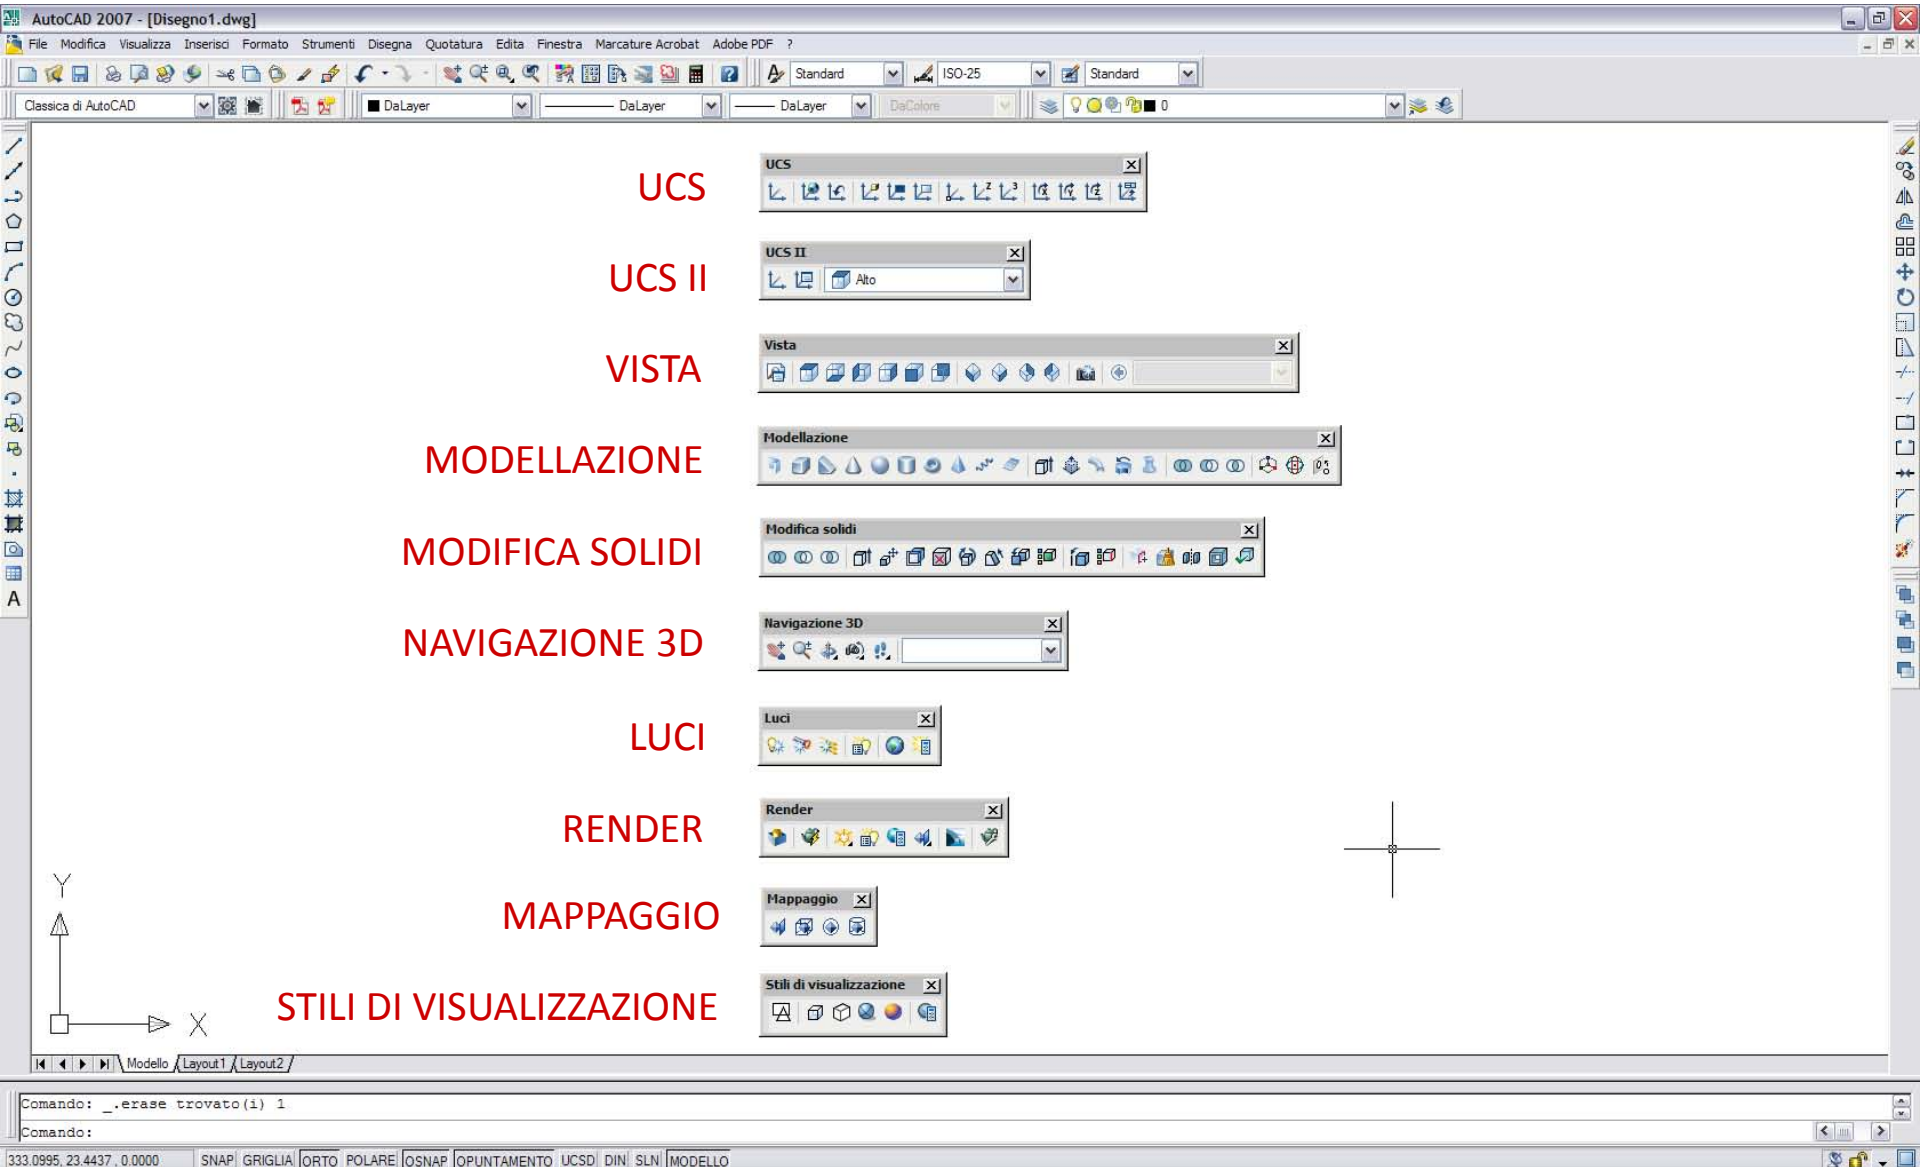 AutoCAD 2007 - [Disegno1.dwg]
File Modifica Visualizza Inserisci Formato Strumenti Disegna Quotatura Edita Finestra Marcature Acrobat Adobe PDF ?
Standard ISO-25 Standard
Classica di AutoCAD DaLayer DaLayer DaLayer DaColore 0
UCS
UCS
UCS II
UCS II
Alto
VISTA
Vista
MODELLAZIONE
Modellazione
MODIFICA SOLIDI
Modifica solidi
NAVIGAZIONE 3D
Navigazione 3D
LUCI
Luci
RENDER
Render
MAPPAGGIO
Mappaggio
STILI DI VISUALIZZAZIONE
Stili di visualizzazione
A
Y
X
Modello Layout1 Layout2
Comando: _.erase trovato(i) 1
Comando:
333.0995, 23.4437 , 0.0000 SNAP GRIGLIA ORTO POLARE OSNAP OPUNTAMENTO UCSD DIN SLN MODELLO